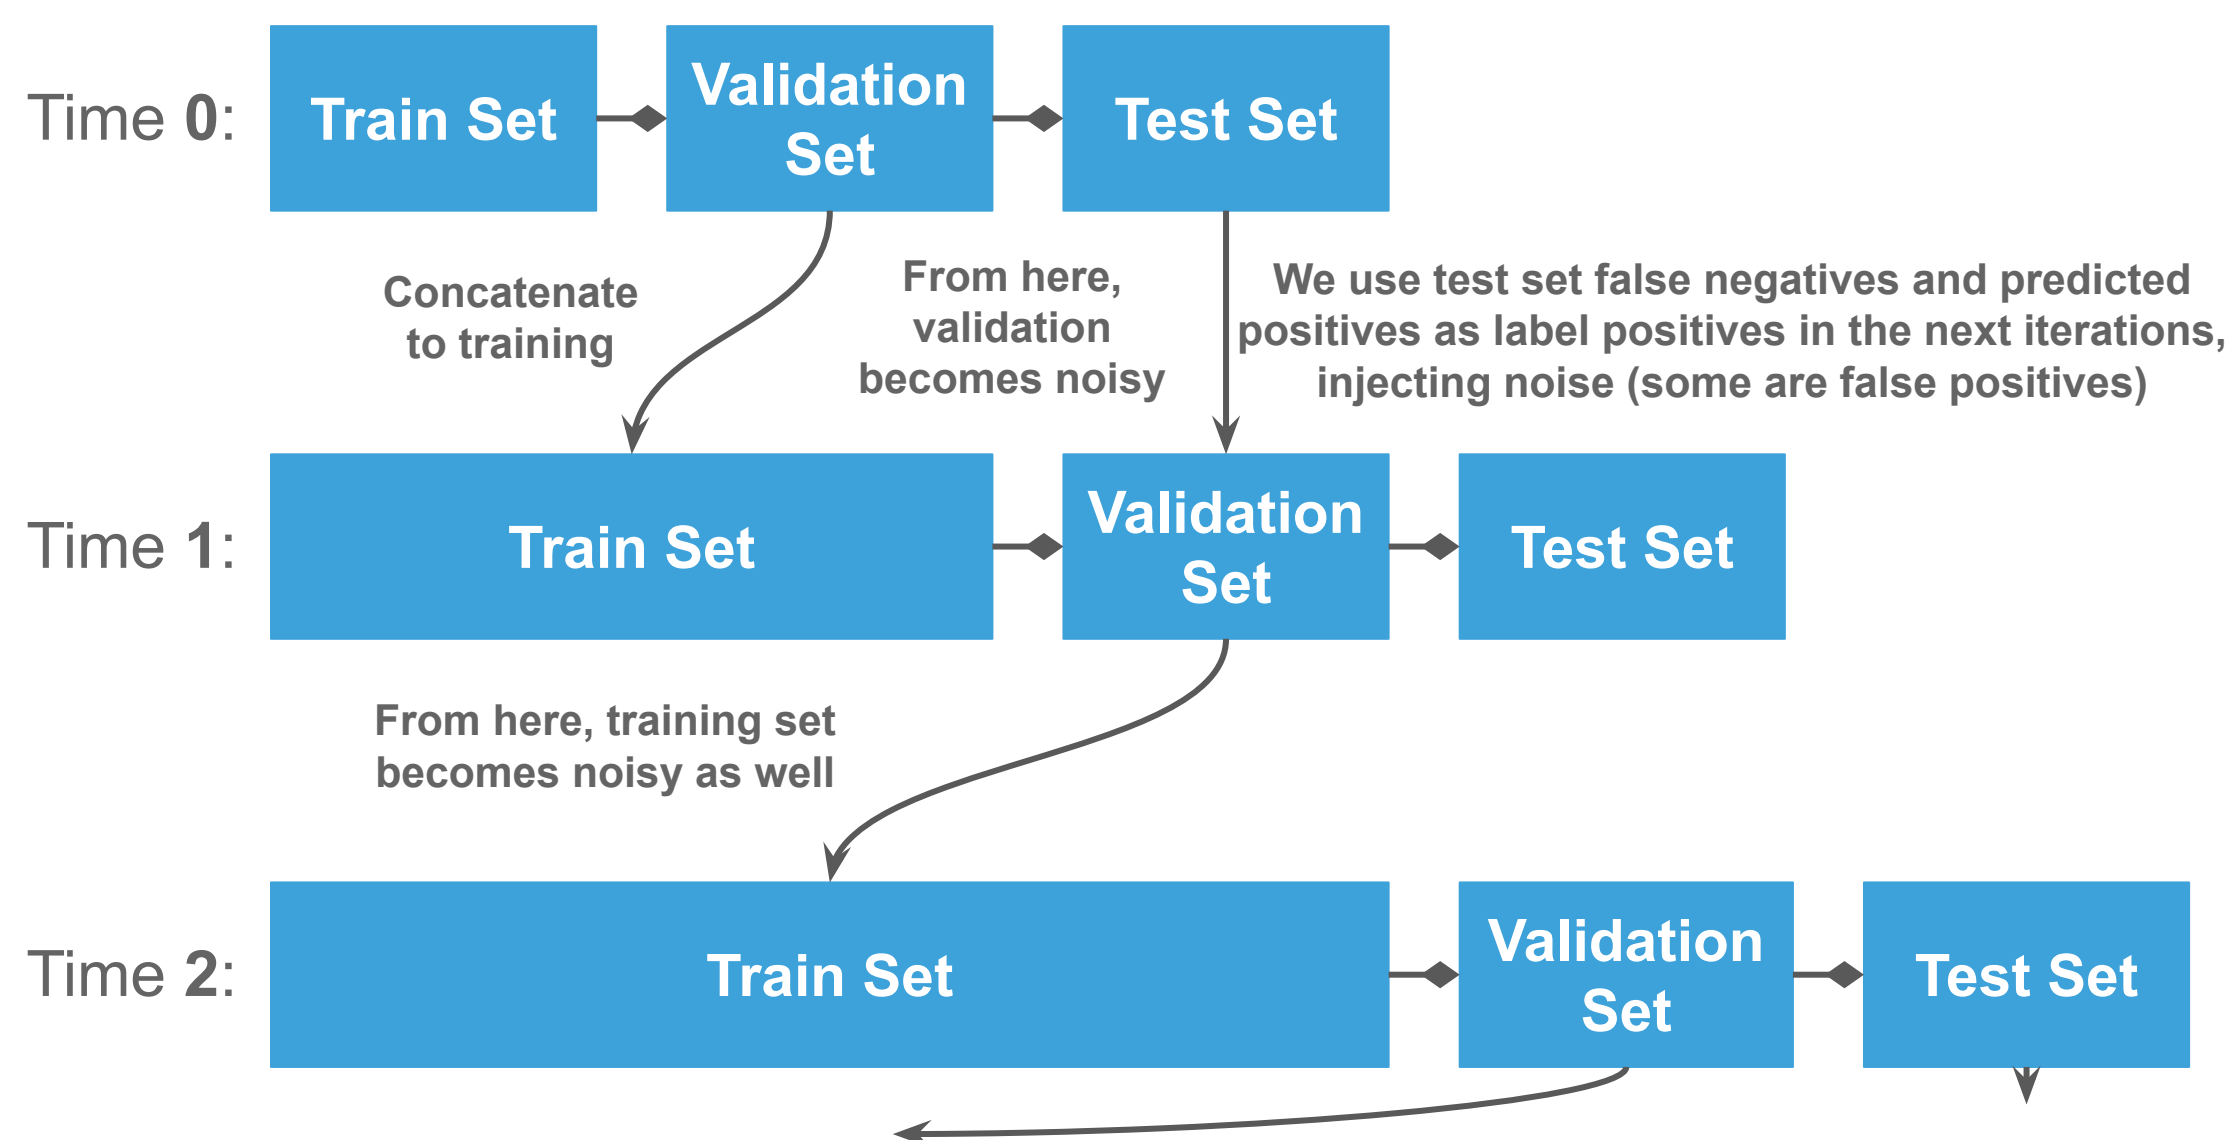 Time 0:
Train Set
Validation
Set
Test Set
Concatenate
to training
From here,
validation
becomes noisy
We use test set false negatives and predicted
positives as label positives in the next iterations,
injecting noise (some are false positives)
Time 1:
Train Set
Validation
Set
Test Set
From here, training set
becomes noisy as well
Time 2:
Train Set
Validation
Set
Test Set